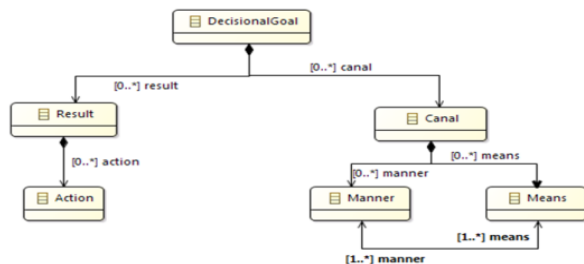 DecisionalGoal
[0..*] result
[0..*] canal
Result
Canal
[0..*] action
[0..*] means
[0..*] manner
Action
Manner
Means
[1..*] means
[1..*] manner